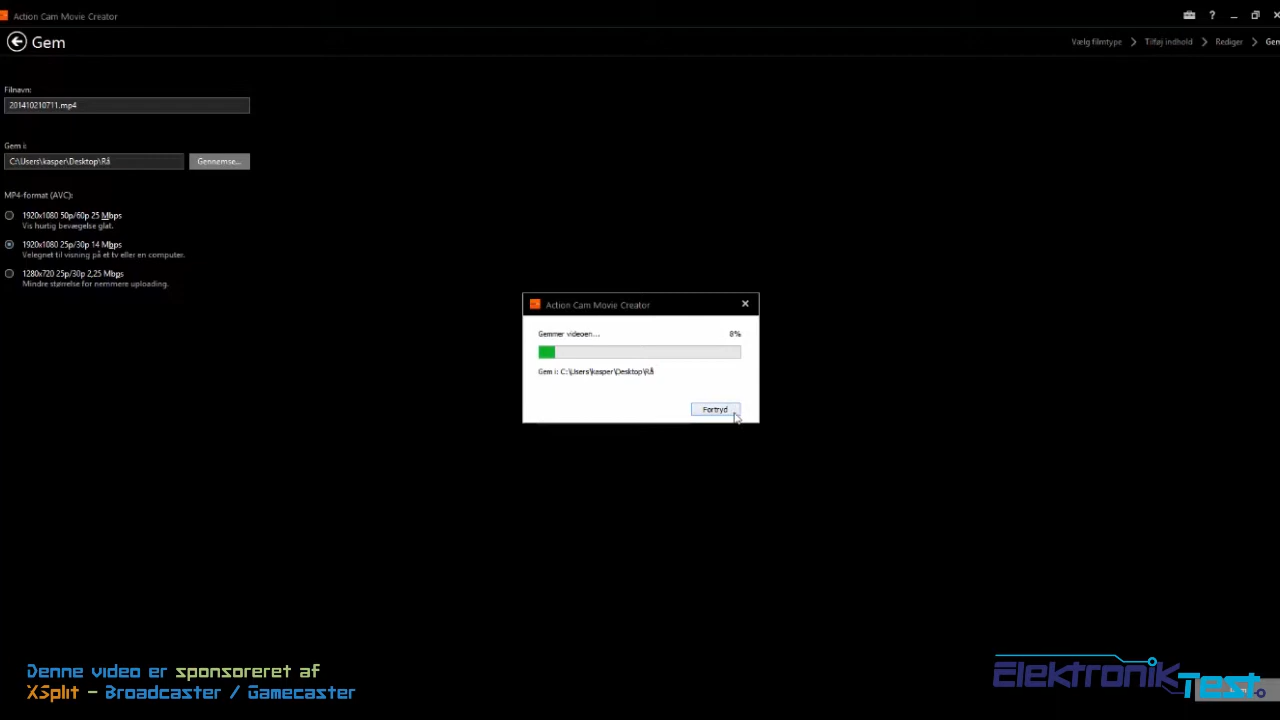 Action Cam Movie Creator
?
Gem
Vælg filmtype
Tilføj indhold
Rediger
Gem
Filnavn:
201410210711.mp4
Gem i:
C:\Users\kasper\Desktop\Rå
Gennemse...
MP4-format (AVC):
1920x1080 50p/60p 25 Mbps
Vis hurtig bevægelse glat.
1920x1080 25p/30p 14 Mbps
Velegnet til visning på et tv eller en computer.
1280x720 25p/30p 2,25 Mbps
Mindre størrelse for nemmere uploading.
Action Cam Movie Creator
Gemmer videoen...
8%
Gem i: C:\Users\kasper\Desktop\Rå
Fortryd
Denne video er sponsoreret af
XSplit - Broadcaster / Gamecaster
Elektronik
Test